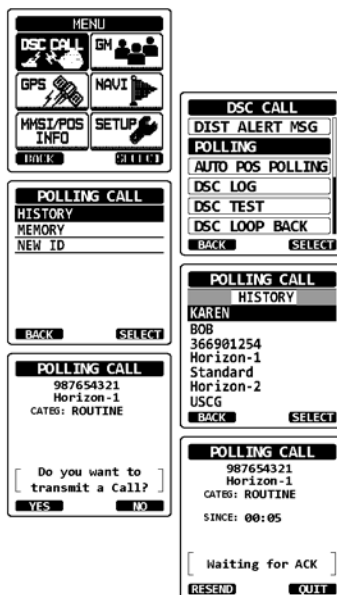 MENU
DSC CALL
GM
GPS
NAVI
MMSI/POS
INFO
SETUP
BACK
SELECT
DSC CALL
DIST ALERT MSG
POLLING
AUTO POS POLLING
DSC LOG
DSC TEST
DSC LOOP BACK
BACK
SELECT
POLLING CALL
HISTORY
MEMORY
NEW ID
BACK
SELECT
POLLING CALL
HISTORY
KAREN
BOB
366901254
Horizon-1
Standard
Horizon-2
USCG
BACK
SELECT
POLLING CALL
987654321
Horizon-1
CATEG: ROUTINE
Do you want to
transmit a Call?
YES
NO
POLLING CALL
987654321
Horizon-1
CATEG: ROUTINE
SINCE: 00:05
Waiting for ACK
RESEND
QUIT